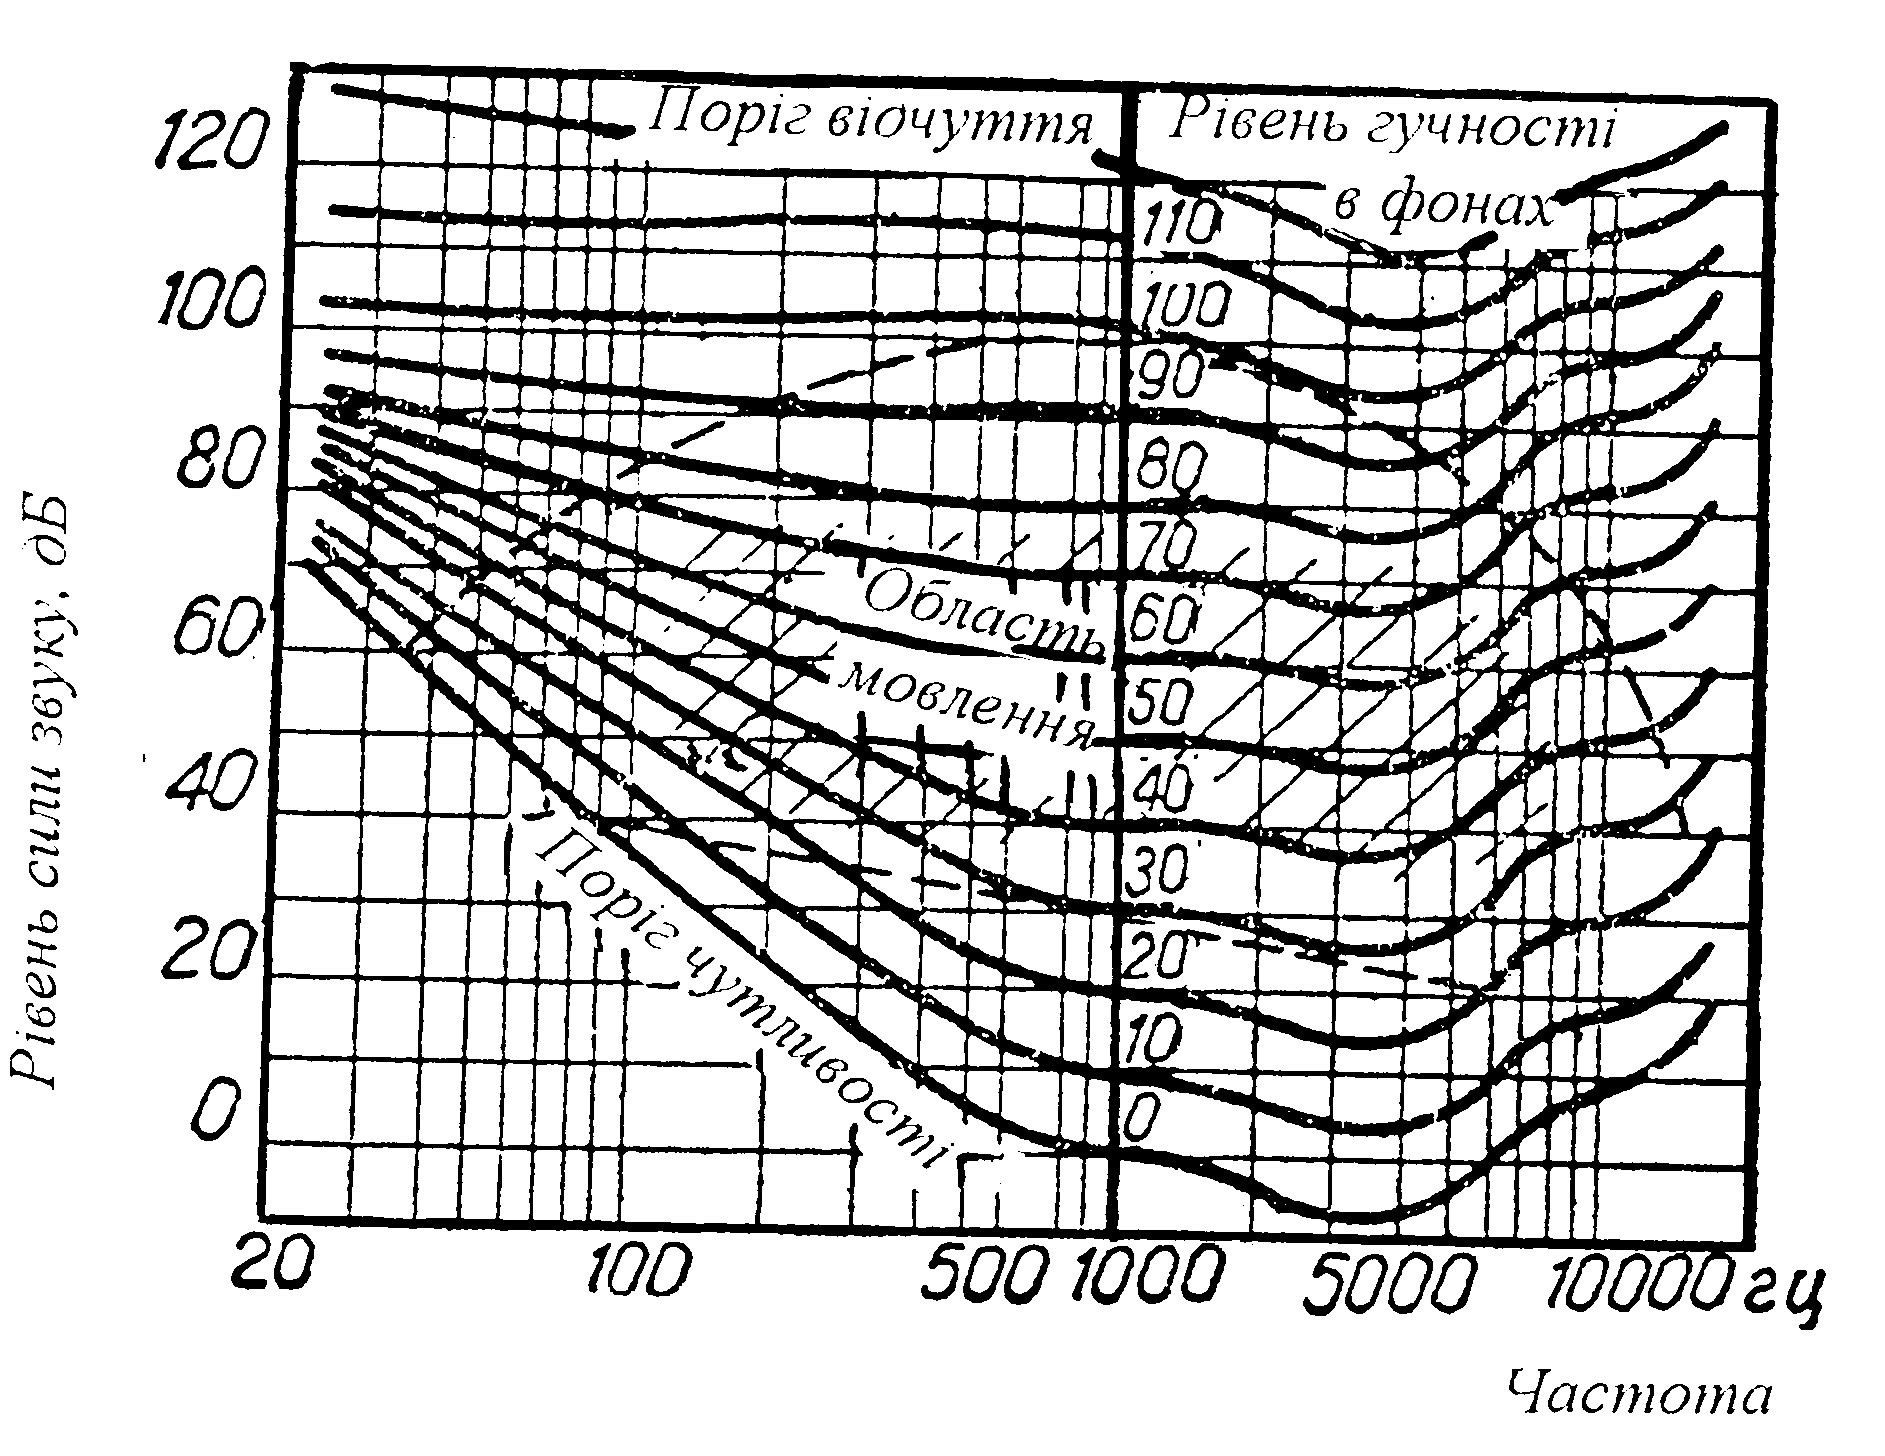 Поріг відчуття
Рівень гучності
в фонах
120
100
80
60
40
20
0
Рівень сили звуку, дБ
110
100
90
80
70
60
50
40
30
20
10
0
Область
мовлення
Поріг чутливості
20
100
500
1000
5000
10000 гц
Частота